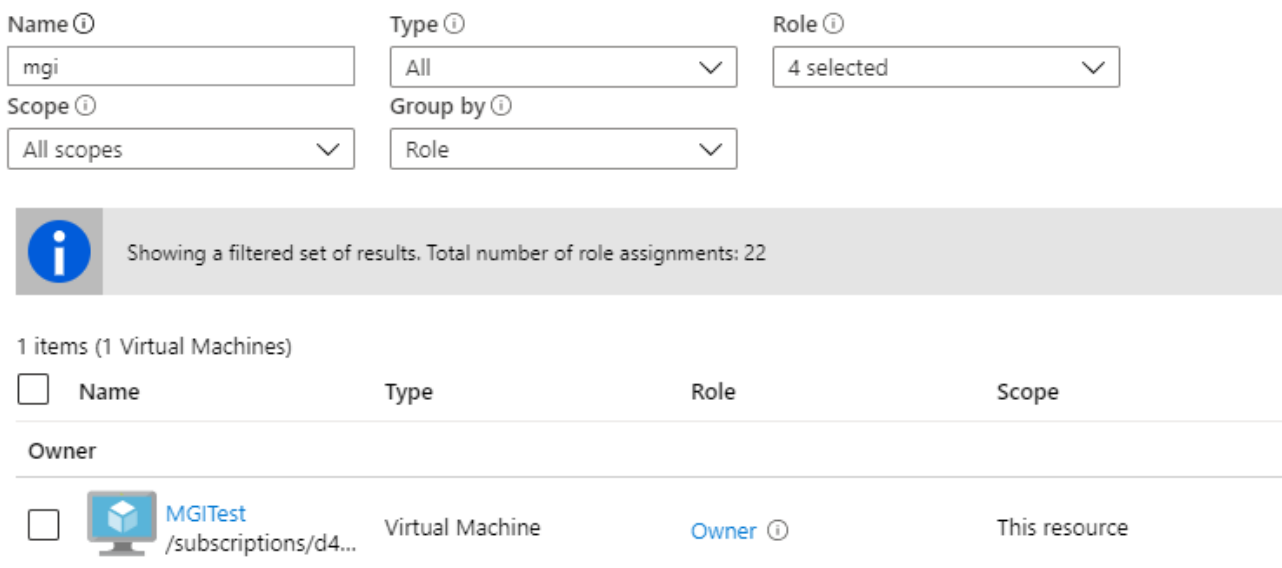 Name Type Role
mgi All 4 selected
Scope Group by
All scopes Role
Showing a filtered set of results. Total number of role assignments: 22
1 items (1 Virtual Machines)
Name Type Role Scope
Owner
MGITest
/subscriptions/d4... Virtual Machine Owner This resource